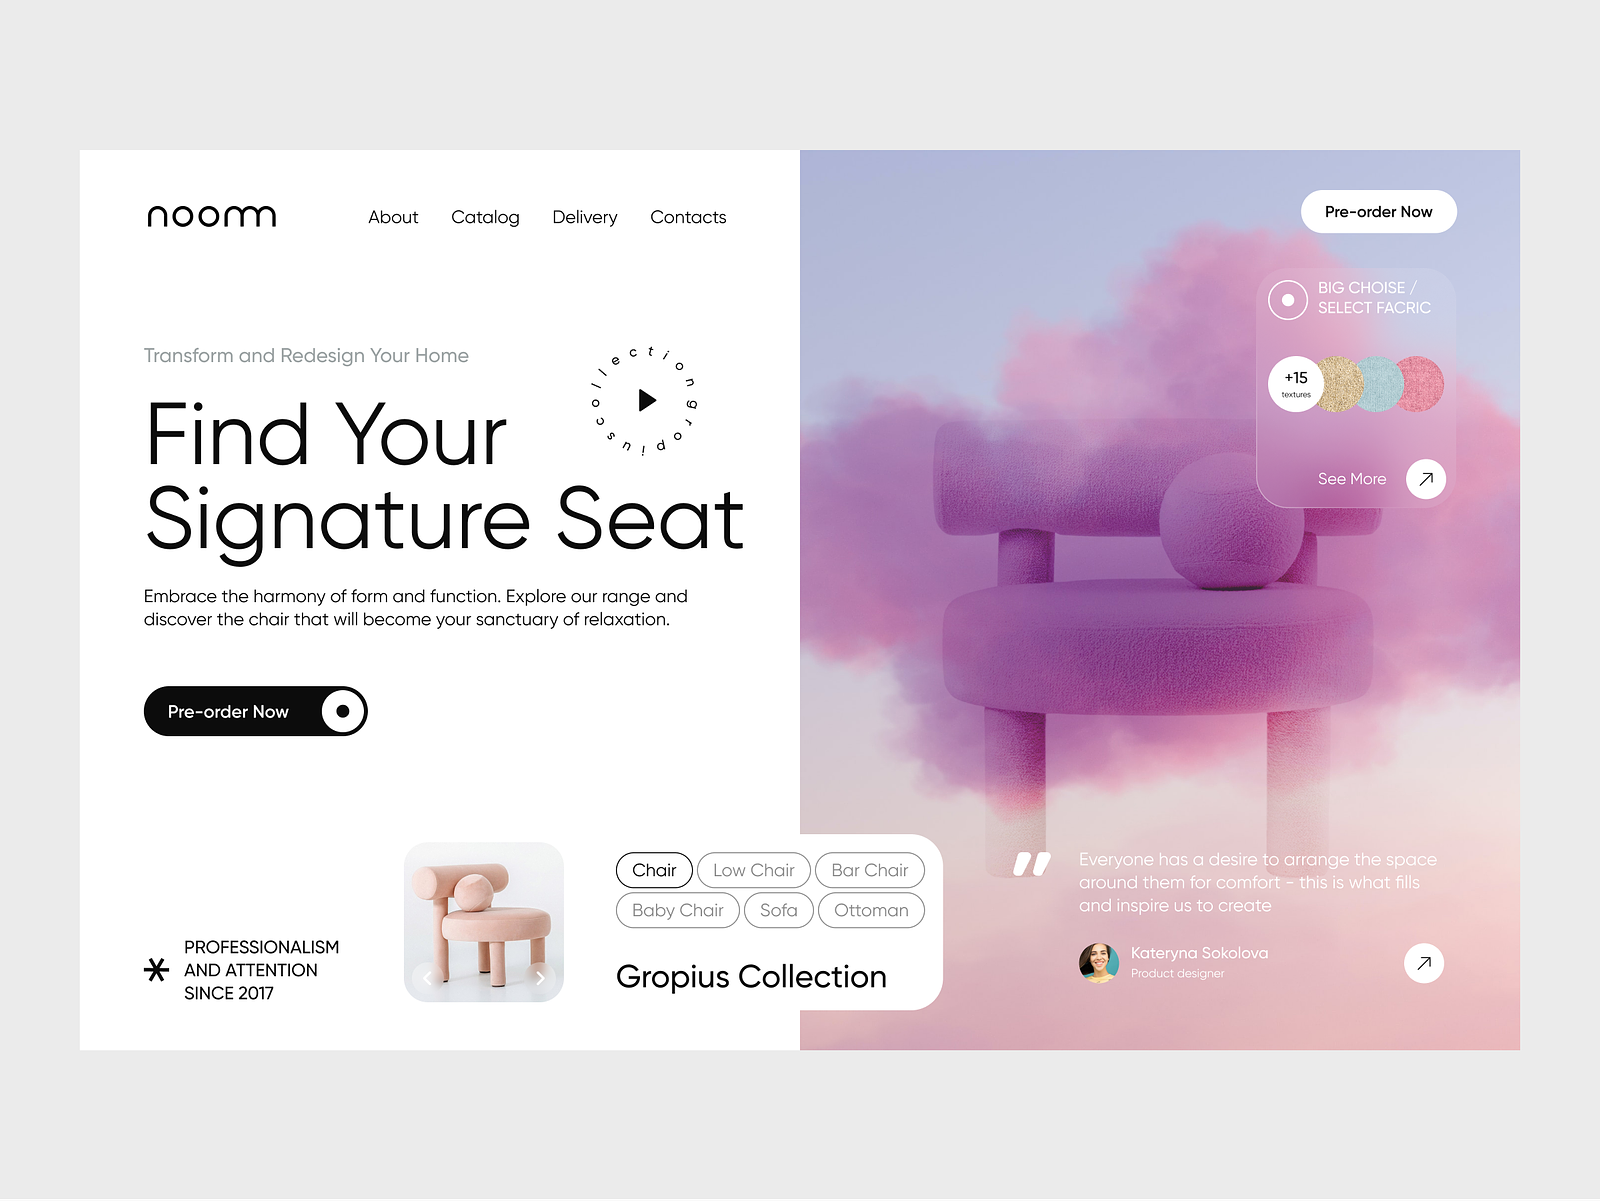 noom
About
Catalog
Delivery
Contacts
Pre-order Now
BIG CHOISE /
SELECT FACRIC
+15
textures
See More
Transform and Redesign Your Home
collection gropius
Find Your
Signature Seat
Embrace the harmony of form and function. Explore our range and
discover the chair that will become your sanctuary of relaxation.
Pre-order Now
PROFESSIONALISM
AND ATTENTION
SINCE 2017
Chair
Low Chair
Bar Chair
Baby Chair
Sofa
Ottoman
Gropius Collection
Everyone has a desire to arrange the space
around them for comfort - this is what fills
and inspire us to create
Kateryna Sokolova
Product designer